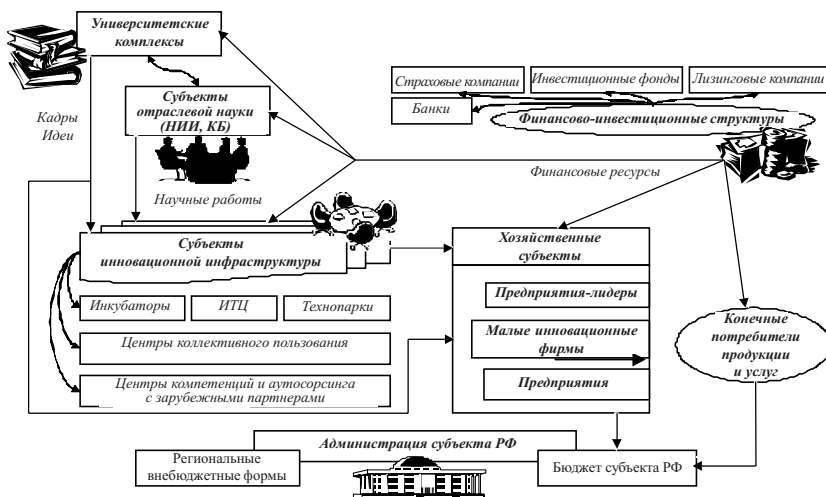 Университетские
комплексы
Страховые компании
Инвестиционные фонды
Лизинговые компании
Банки
Финансово-инвестиционные структуры
Кадры
Идеи
Субъекты
отраслевой науки
(НИИ, КБ)
Финансовые ресурсы
Научные работы
Субъекты
инновационной инфраструктуры
Хозяйственные
субъекты
Инкубаторы
ИТЦ
Технопарки
Предприятия-лидеры
Центры коллективного пользования
Малые инновационные
фирмы
Конечные
потребители
продукции
и услуг
Центры компетенций и аутосорсинга
с зарубежными партнерами
Предприятия
Администрация субъекта РФ
Региональные
внебюджетные формы
Бюджет субъекта РФ